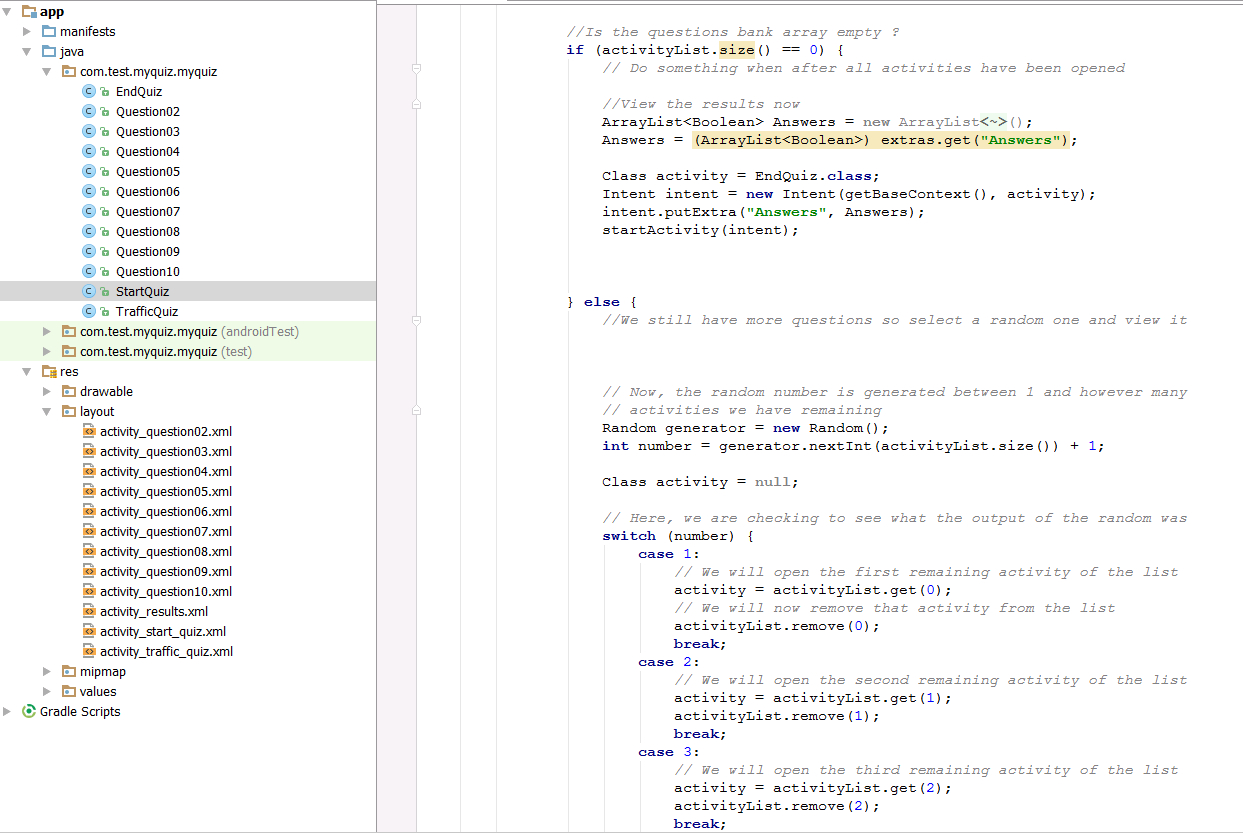 app
manifests
java
com.test.myquiz.myquiz
EndQuiz
Question02
Question03
Question04
Question05
Question06
Question07
Question08
Question09
Question10
StartQuiz
TrafficQuiz
com.test.myquiz.myquiz (androidTest)
com.test.myquiz.myquiz (test)
res
drawable
layout
activity_question02.xml
activity_question03.xml
activity_question04.xml
activity_question05.xml
activity_question06.xml
activity_question07.xml
activity_question08.xml
activity_question09.xml
activity_question10.xml
activity_results.xml
activity_start_quiz.xml
activity_traffic_quiz.xml
mipmap
values
Gradle Scripts
//Is the questions bank array empty ?
if (activityList.size() == 0) {
// Do something when after all activities have been opened
//View the results now
ArrayList<Boolean> Answers = new ArrayList<~>();
Answers = (ArrayList<Boolean>) extras.get("Answers");
Class activity = EndQuiz.class;
Intent intent = new Intent(getBaseContext(), activity);
intent.putExtra("Answers", Answers);
startActivity(intent);
} else {
//We still have more questions so select a random one and view it
// Now, the random number is generated between 1 and however many
// activities we have remaining
Random generator = new Random();
int number = generator.nextInt(activityList.size()) + 1;
Class activity = null;
// Here, we are checking to see what the output of the random was
switch (number) {
case 1:
// We will open the first remaining activity of the list
activity = activityList.get(0);
// We will now remove that activity from the list
activityList.remove(0);
break;
case 2:
// We will open the second remaining activity of the list
activity = activityList.get(1);
activityList.remove(1);
break;
case 3:
// We will open the third remaining activity of the list
activity = activityList.get(2);
activityList.remove(2);
break;